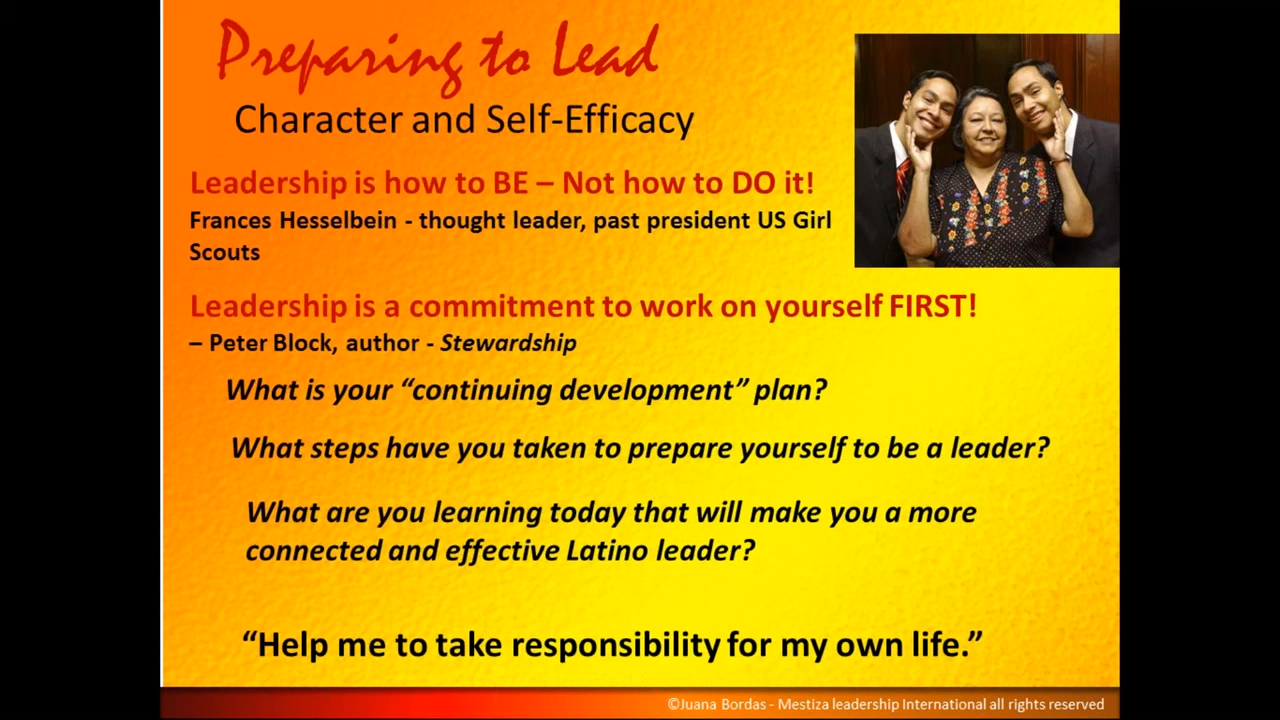 Preparing to Lead
Character and Self-Efficacy
Leadership is how to BE – Not how to DO it!
Frances Hesselbein - thought leader, past president US Girl
Scouts
Leadership is a commitment to work on yourself FIRST!
– Peter Block, author - Stewardship
What is your “continuing development” plan?
What steps have you taken to prepare yourself to be a leader?
What are you learning today that will make you a more
connected and effective Latino leader?
“Help me to take responsibility for my own life.”
©Juana Bordas - Mestiza leadership International all rights reserved